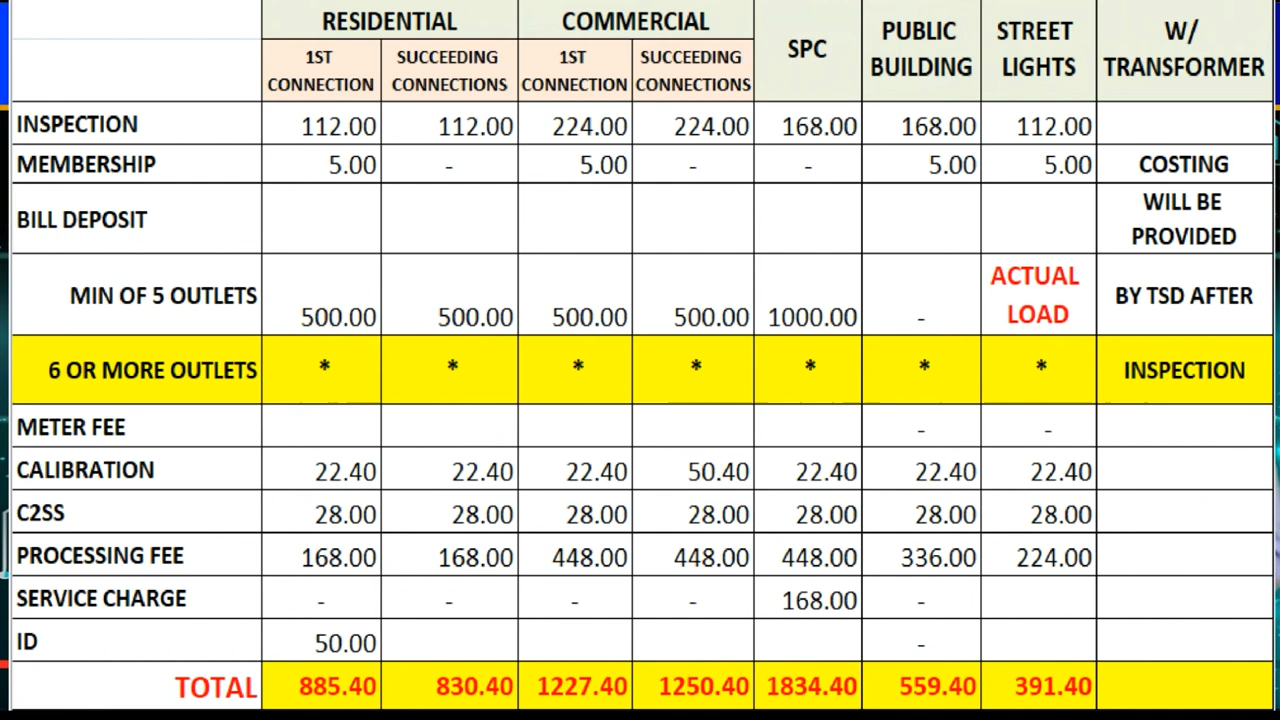 RESIDENTIAL COMMERCIAL SPC PUBLIC BUILDING STREET LIGHTS W/ TRANSFORMER
1ST CONNECTION SUCCEEDING CONNECTIONS 1ST CONNECTION SUCCEEDING CONNECTIONS
INSPECTION 112.00 112.00 224.00 224.00 168.00 168.00 112.00
MEMBERSHIP 5.00 - 5.00 - - 5.00 5.00 COSTING
BILL DEPOSIT WILL BE PROVIDED
MIN OF 5 OUTLETS 500.00 500.00 500.00 500.00 1000.00 - ACTUAL LOAD BY TSD AFTER
6 OR MORE OUTLETS * * * * * * * INSPECTION
METER FEE - -
CALIBRATION 22.40 22.40 22.40 50.40 22.40 22.40 22.40
C2SS 28.00 28.00 28.00 28.00 28.00 28.00 28.00
PROCESSING FEE 168.00 168.00 448.00 448.00 448.00 336.00 224.00
SERVICE CHARGE - - - - 168.00 -
ID 50.00 -
TOTAL 885.40 830.40 1227.40 1250.40 1834.40 559.40 391.40